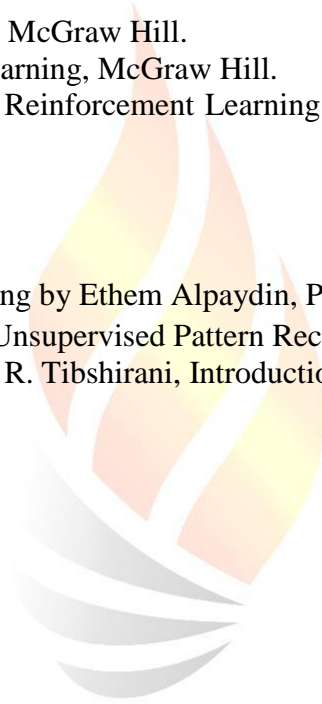 McGraw Hill.
arning, McGraw Hill.
Reinforcement Learning
ng by Ethem Alpaydin, P
Unsupervised Pattern Rec
R. Tibshirani, Introductio